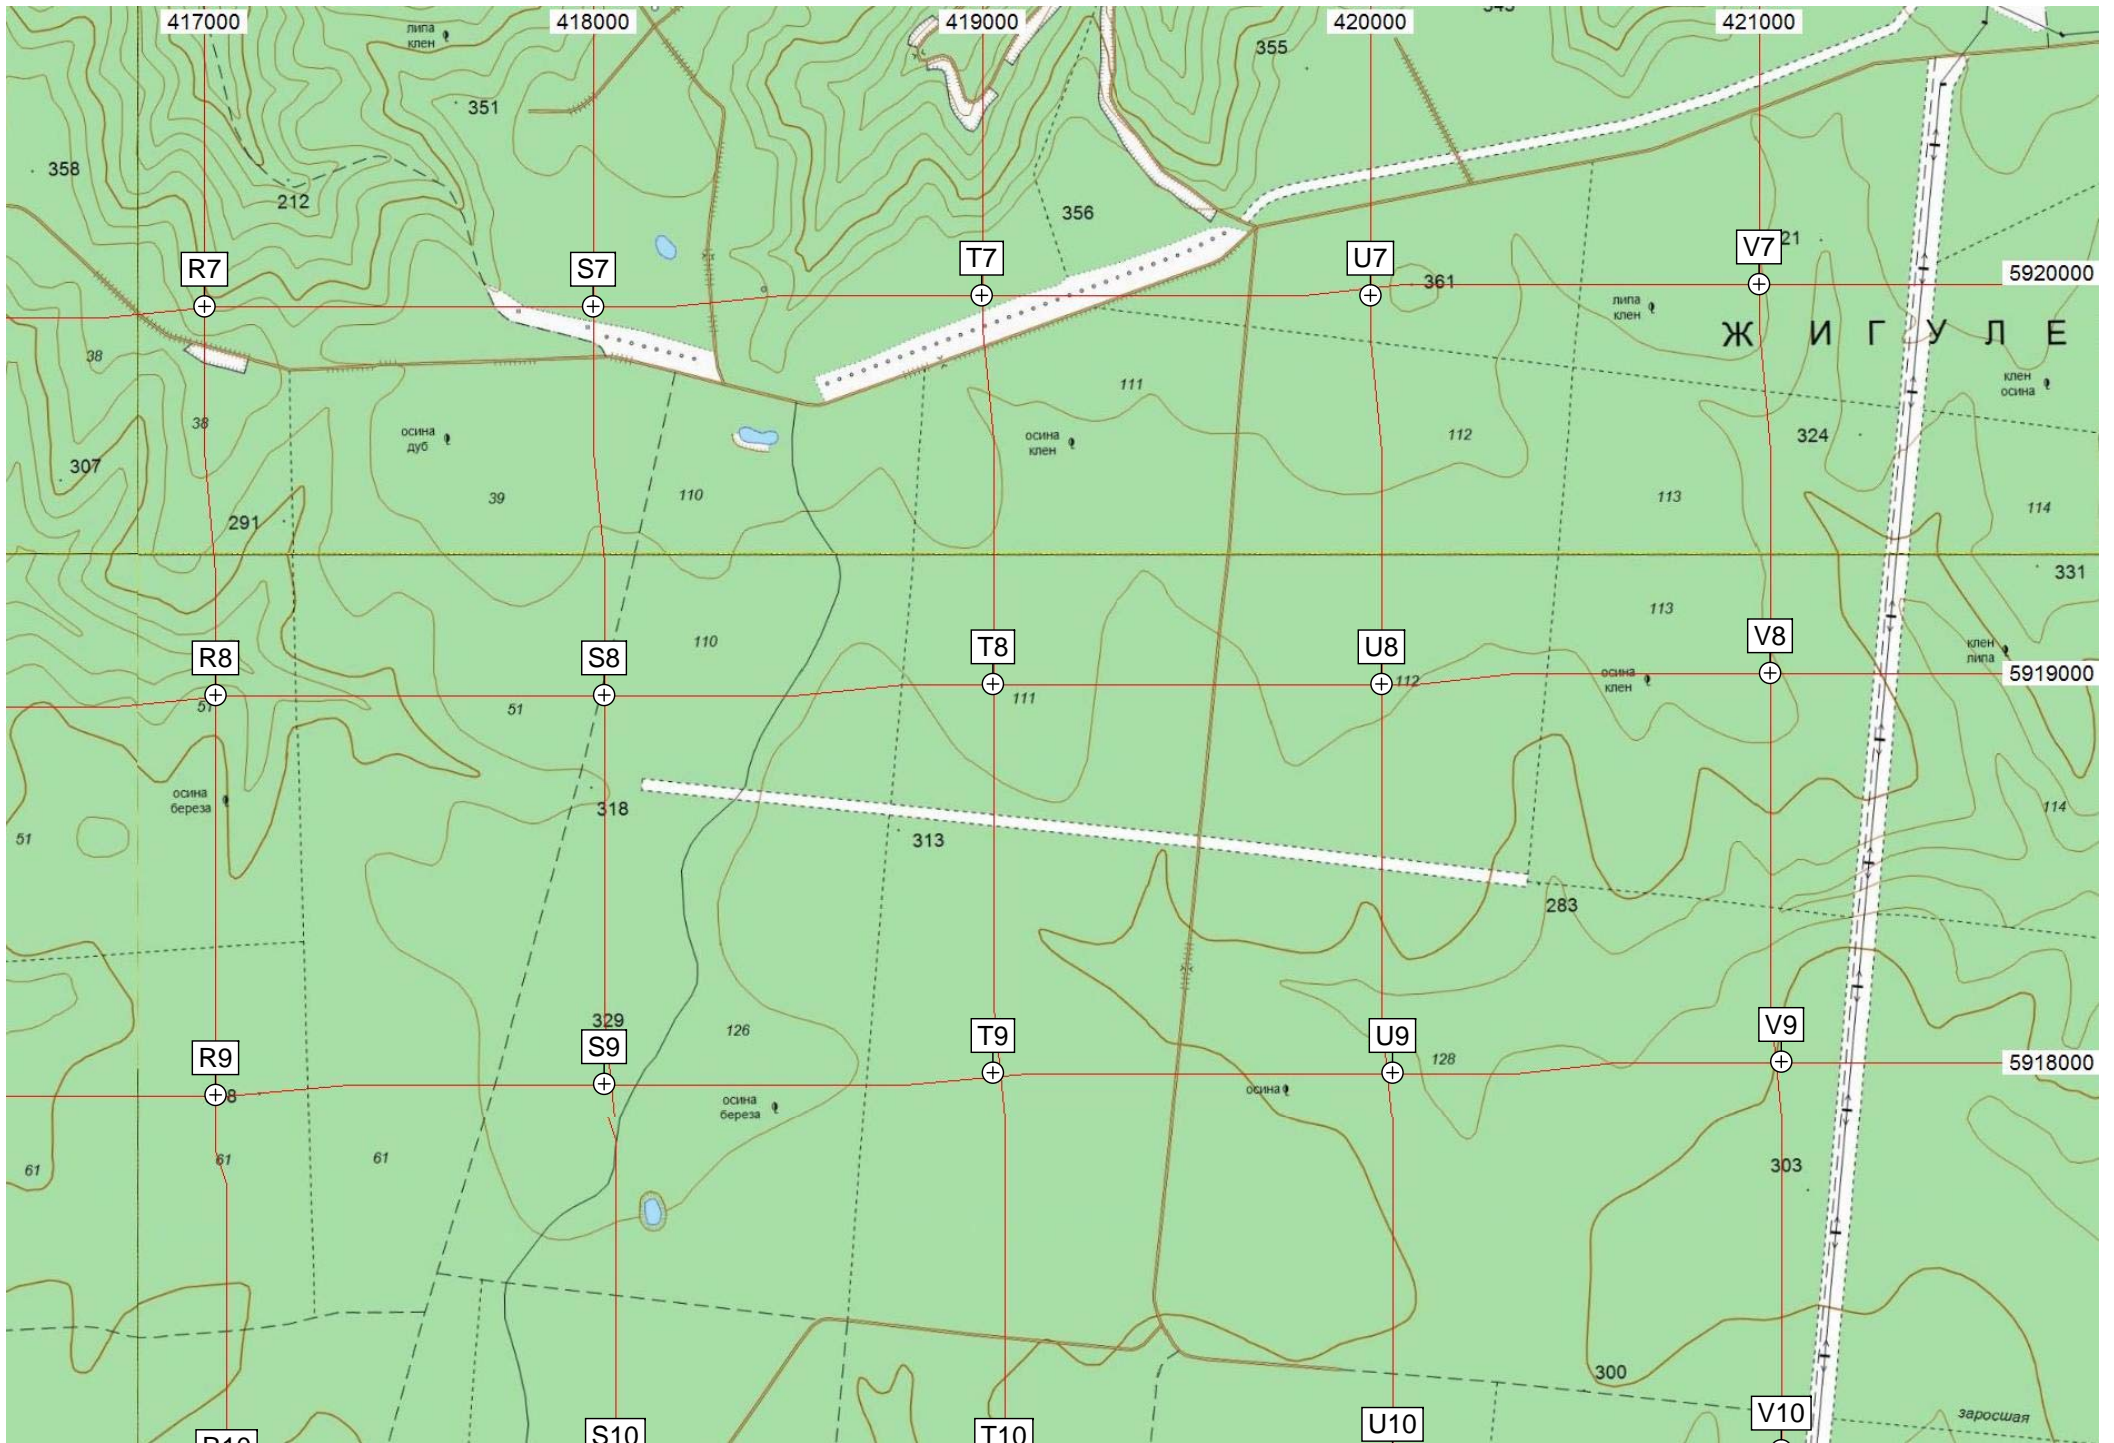 417000
418000
419000
420000
421000
липа
клен
351
355
358
212
356
R7
S7
T7
U7
V7
21
5920000
361
липа
клен
Ж И Г У Л Е
38
клен
осина
111
38
осина
дуб
осина
клен
112
324
307
39
110
113
114
291
331
113
110
клен
липа
R8
S8
T8
U8
V8
5919000
осина
клен
112
51
51
111
осина
береза
318
114
51
313
283
329
126
R9
S9
T9
U9
V9
128
5918000
8
осина
осина
береза
61
61
61
303
300
S10
T10
U10
V10
заросшая